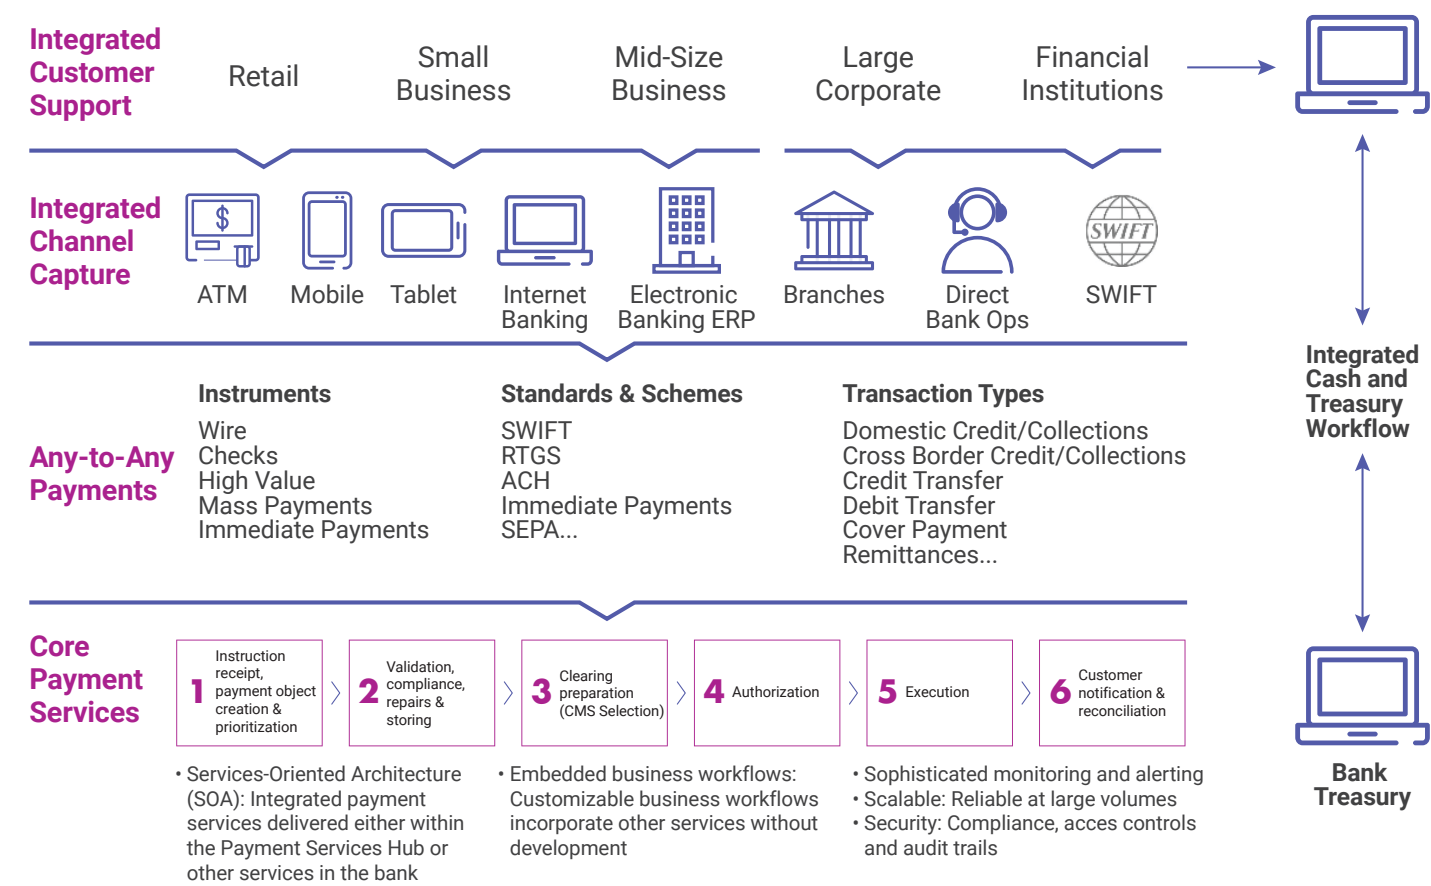 Integrated
Customer
Support
Retail
Small
Business
Mid-Size
Business
Large
Corporate
Financial
Institutions
Integrated
Channel
Capture
$
ATM
Mobile
Tablet
Internet
Banking
Electronic
Banking ERP
Branches
Direct
Bank Ops
SWIFT
SWIFT
Integrated
Cash and
Treasury
Workflow
Any-to-Any
Payments
Instruments
Wire
Checks
High Value
Mass Payments
Immediate Payments
Standards & Schemes
SWIFT
RTGS
ACH
Immediate Payments
SEPA...
Transaction Types
Domestic Credit/Collections
Cross Border Credit/Collections
Credit Transfer
Debit Transfer
Cover Payment
Remittances...
Core
Payment
Services
1
Instruction
receipt,
payment object
creation &
prioritization
2
Validation,
compliance,
repairs &
storing
3
Clearing
preparation
(CMS Selection)
4 Authorization
5 Execution
6
Customer
notification &
reconciliation
• Services-Oriented Architecture
(SOA): Integrated payment
services delivered either within
the Payment Services Hub or
other services in the bank
• Embedded business workflows:
Customizable business workflows
incorporate other services without
development
• Sophisticated monitoring and alerting
• Scalable: Reliable at large volumes
• Security: Compliance, acces controls
and audit trails
Bank
Treasury